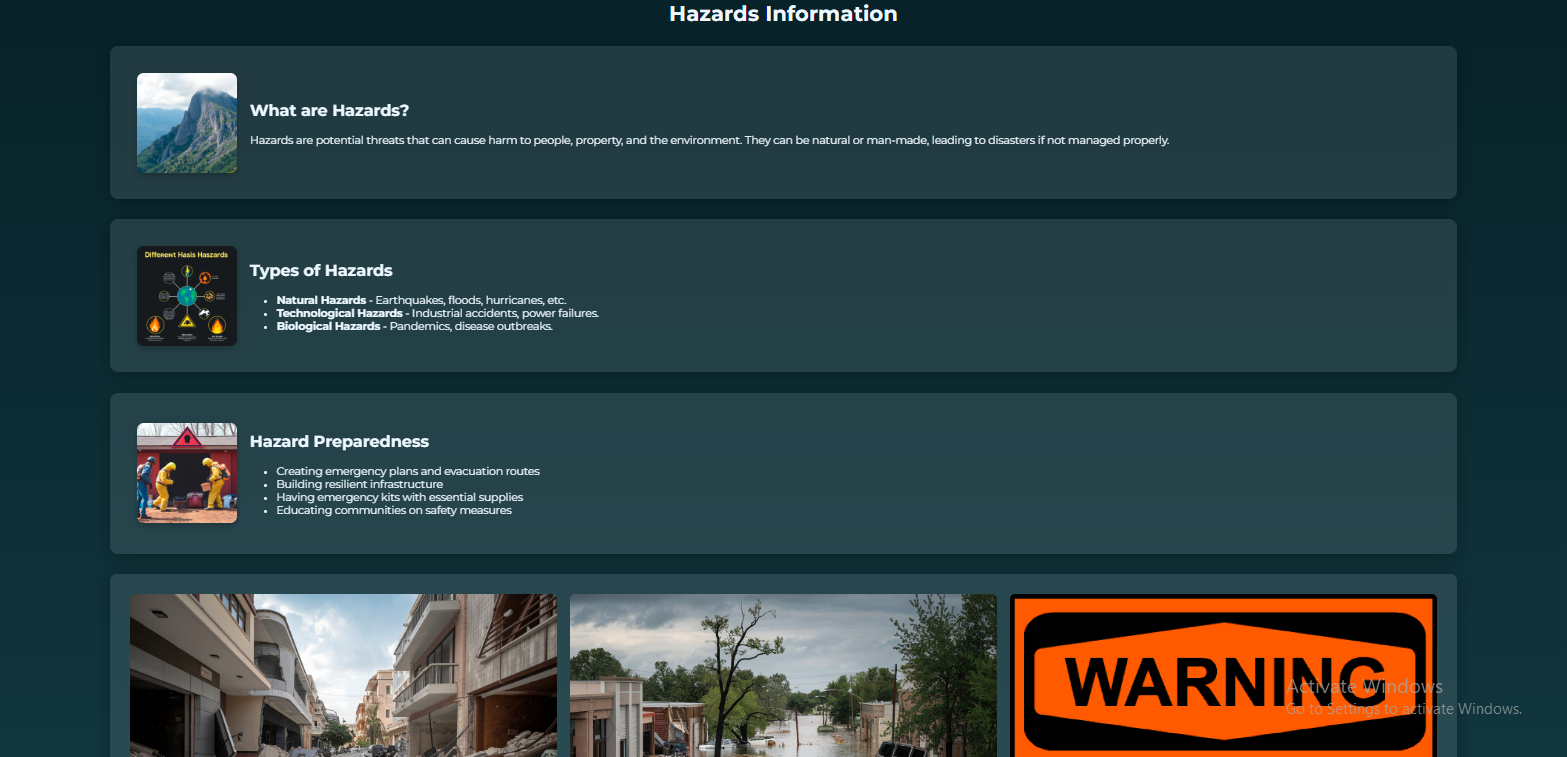 Hazards Information
What are Hazards?
Hazards are potential threats that can cause harm to people, property, and the environment. They can be natural or man-made, leading to disasters if not managed properly.
Different Hasis Haszards
Types of Hazards
Natural Hazards - Earthquakes, floods, hurricanes, etc.
Technological Hazards - Industrial accidents, power failures.
Biological Hazards - Pandemics, disease outbreaks.
Hazard Preparedness
Creating emergency plans and evacuation routes
Building resilient infrastructure
Having emergency kits with essential supplies
Educating communities on safety measures
WARNING
Activate Windows
Go to Settings to activate Windows.